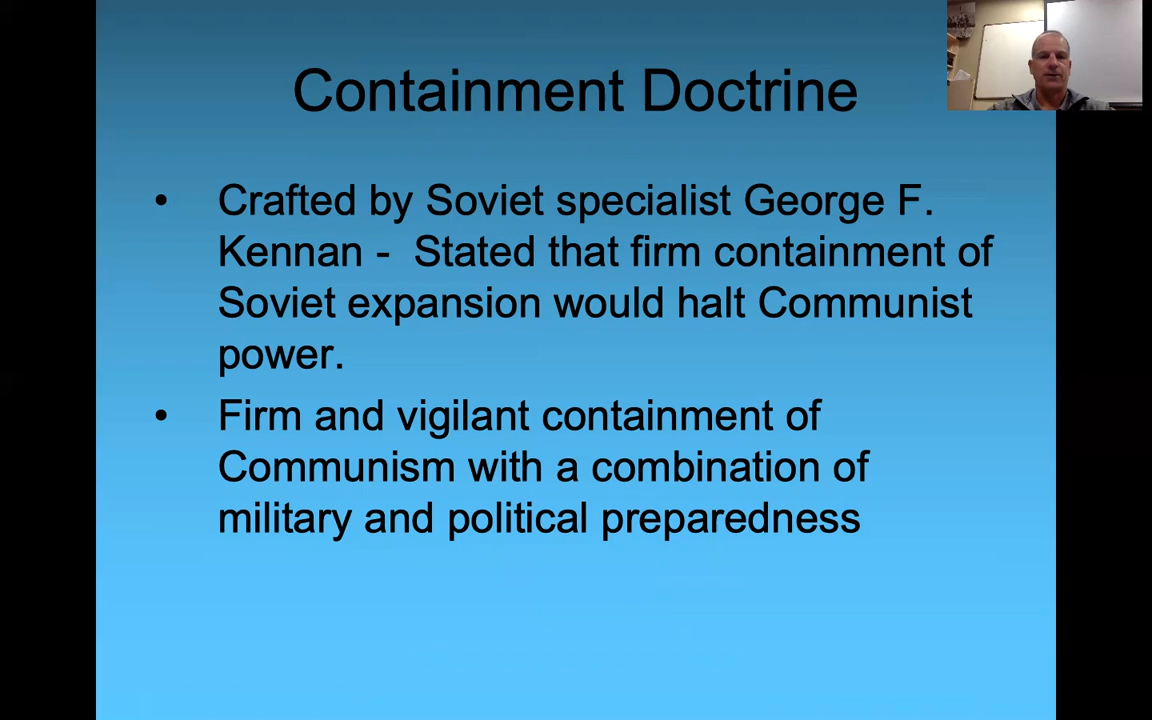 Containment Doctrine
• Crafted by Soviet specialist George F.
Kennan -  Stated that firm containment of
Soviet expansion would halt Communist
power.
• Firm and vigilant containment of
Communism with a combination of
military and political preparedness